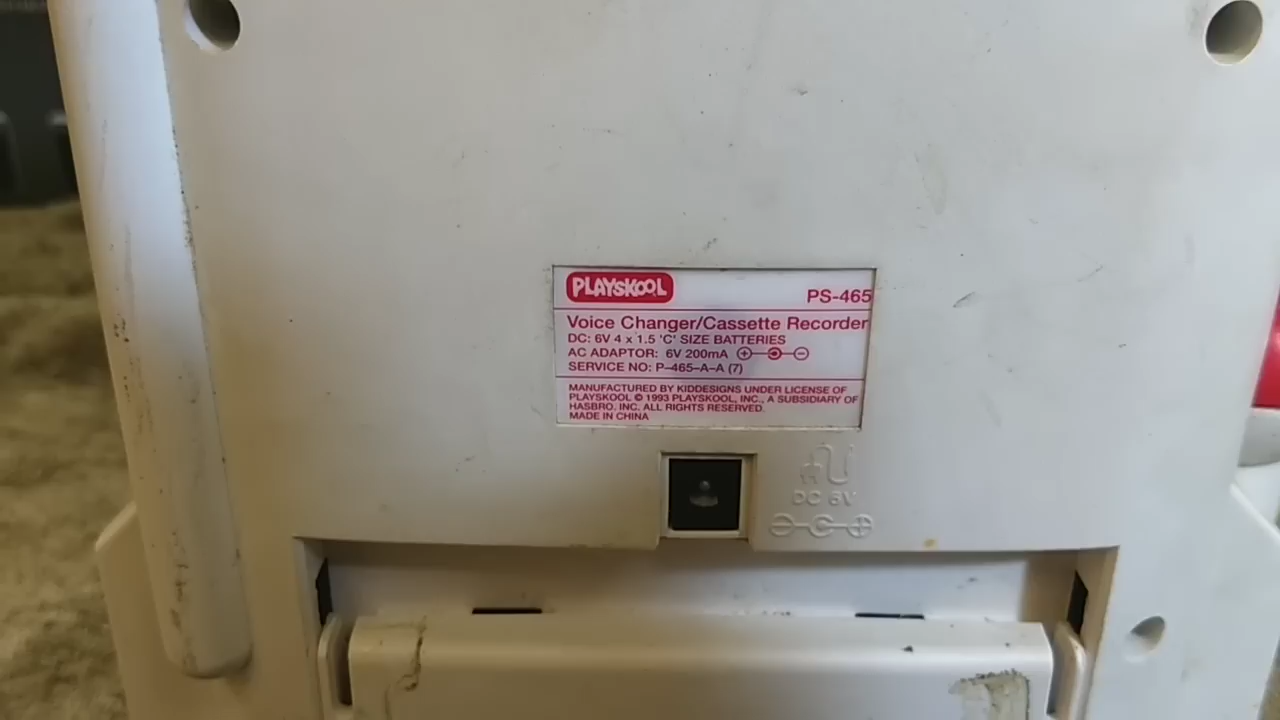 PLAYSKOOL
PS-465
Voice Changer/Cassette Recorder
DC: 6V 4 x 1.5 'C' SIZE BATTERIES
AC ADAPTOR: 6V 200mA
SERVICE NO: P-465-A-A (7)
MANUFACTURED BY KIDDESIGNS UNDER LICENSE OF
PLAYSKOOL © 1993 PLAYSKOOL, INC., A SUBSIDIARY OF
HASBRO, INC. ALL RIGHTS RESERVED.
MADE IN CHINA
DC 6V